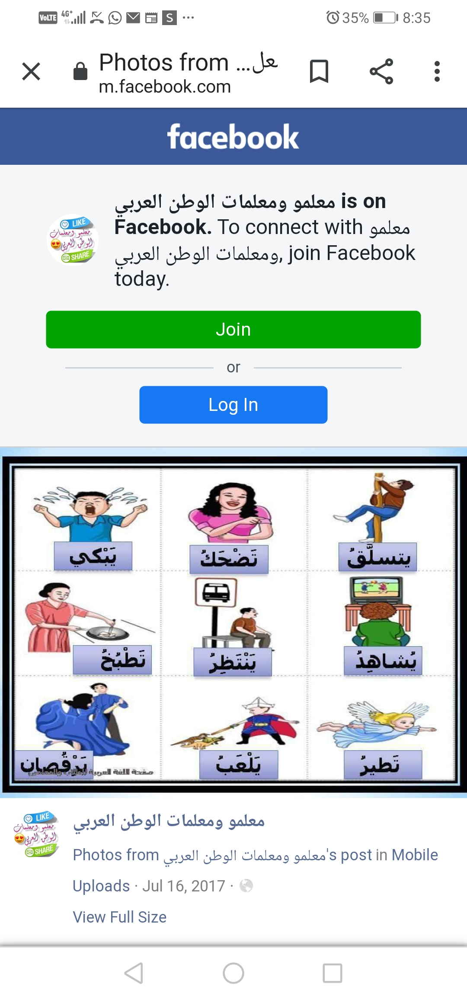 VoLTE 4G+ S ... 35% 8:35
Photos from ...معل
m.facebook.com
facebook
معلمو ومعلمات الوطن العربي is on
Facebook. To connect with معلمو
ومعلمات الوطن العربي, join Facebook
today.
LIKE
معلمو ومعلمات
الوطن العربي
SHARE
Join
or
Log In
يتسلَّقُ
تَضْحَكُ
يَبْكي
يُشاهِدُ
يَنْتَظِرُ
تَطْبُخُ
تَطيرُ
يَلْعَبُ
يَرْقُصان
صفحة اللغة العربية للطلاب والمعلمين
LIKE
معلمو ومعلمات
الوطن العربي
SHARE
معلمو ومعلمات الوطن العربي
Photos from معلمو ومعلمات الوطن العربي's post in Mobile
Uploads · Jul 16, 2017 ·
View Full Size